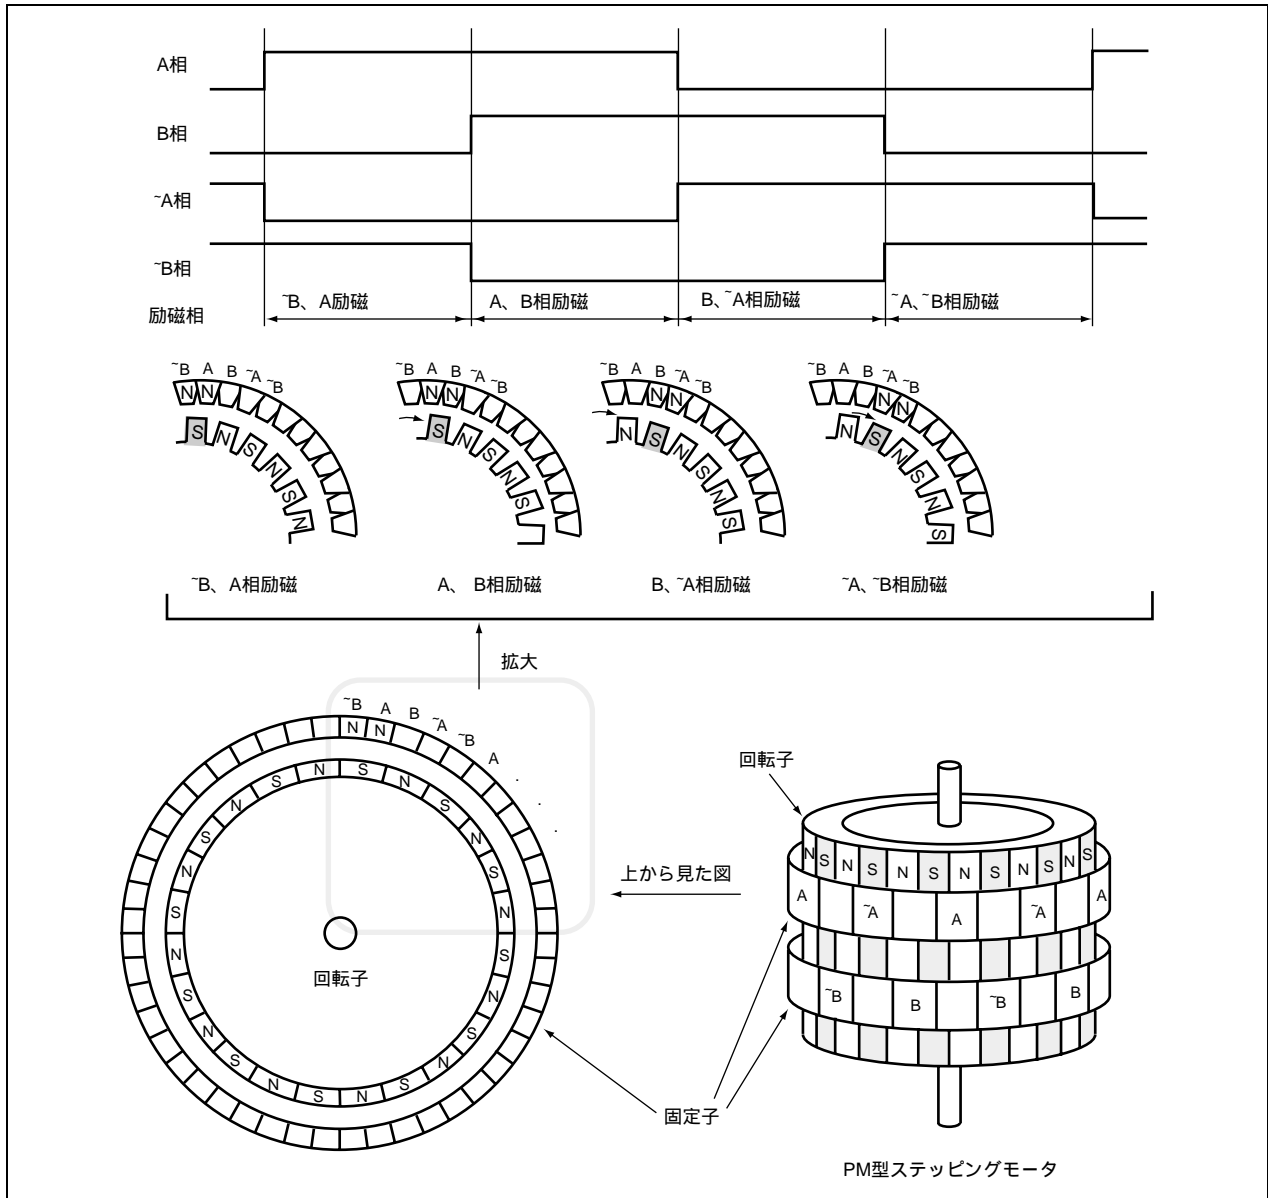 A相
B相
~A相
~B相
励磁相
~B、A励磁
A、B相励磁
B、~A相励磁
~A、~B相励磁
~B A B ~A ~B
N N
S N S N S N
~B A B ~A ~B
N N
S N S N S
~B A B ~A ~B
N N
N S N S N S
~B A B ~A ~B
N N
N S N S N S
~B、A相励磁
A、 B相励磁
B、~A相励磁
~A、~B相励磁
拡大
~B A B ~A ~B A
N N
S N S N S N S N S N S N S N S N S N S N S N S N
回転子
上から見た図
回転子
N S N S N S N S N S N S
A ~A A ~A A
~B B ~B B
固定子
PM型ステッピングモータ